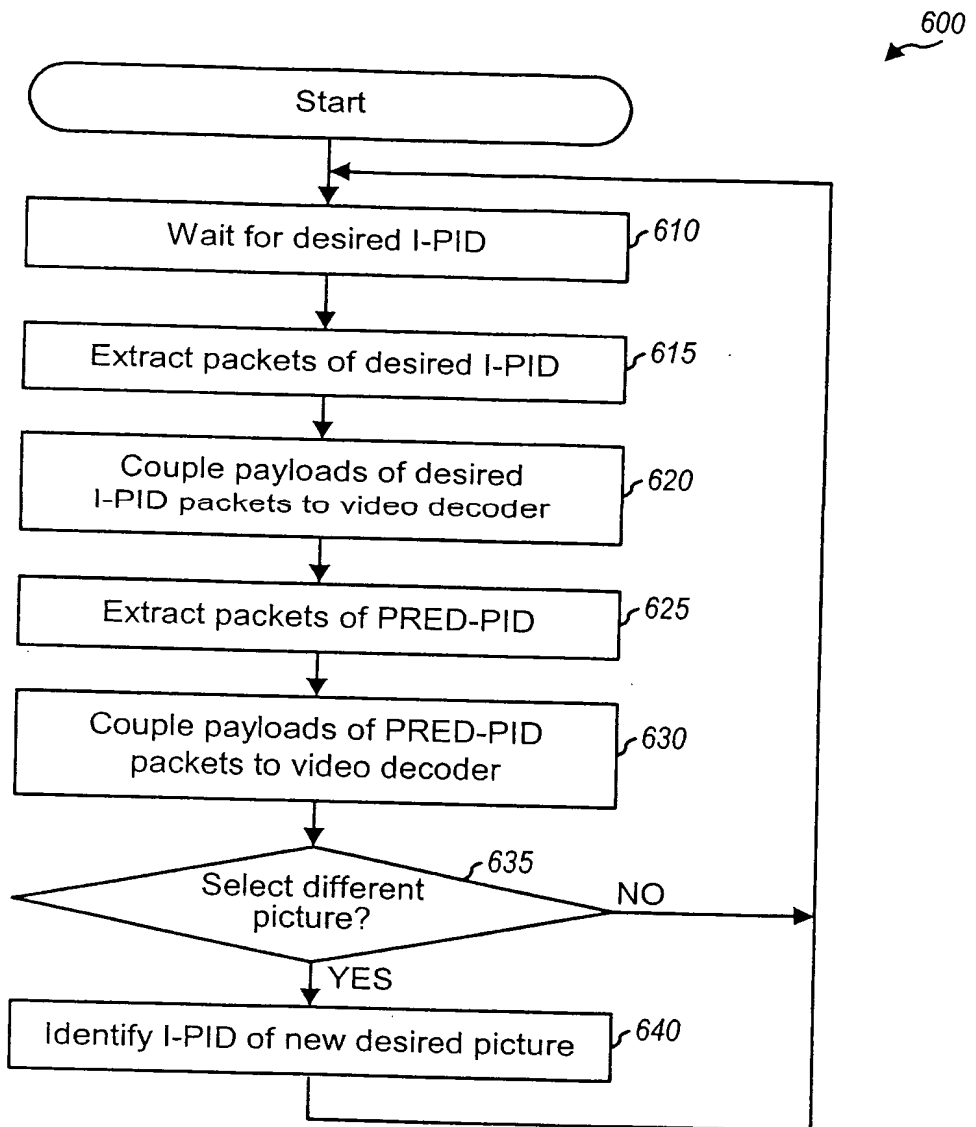 600
Start
Wait for desired I-PID
610
Extract packets of desired I-PID
615
Couple payloads of desired
I-PID packets to video decoder
620
Extract packets of PRED-PID
625
Couple payloads of PRED-PID
packets to video decoder
630
635
Select different
picture?
NO
YES
Identify I-PID of new desired picture
640